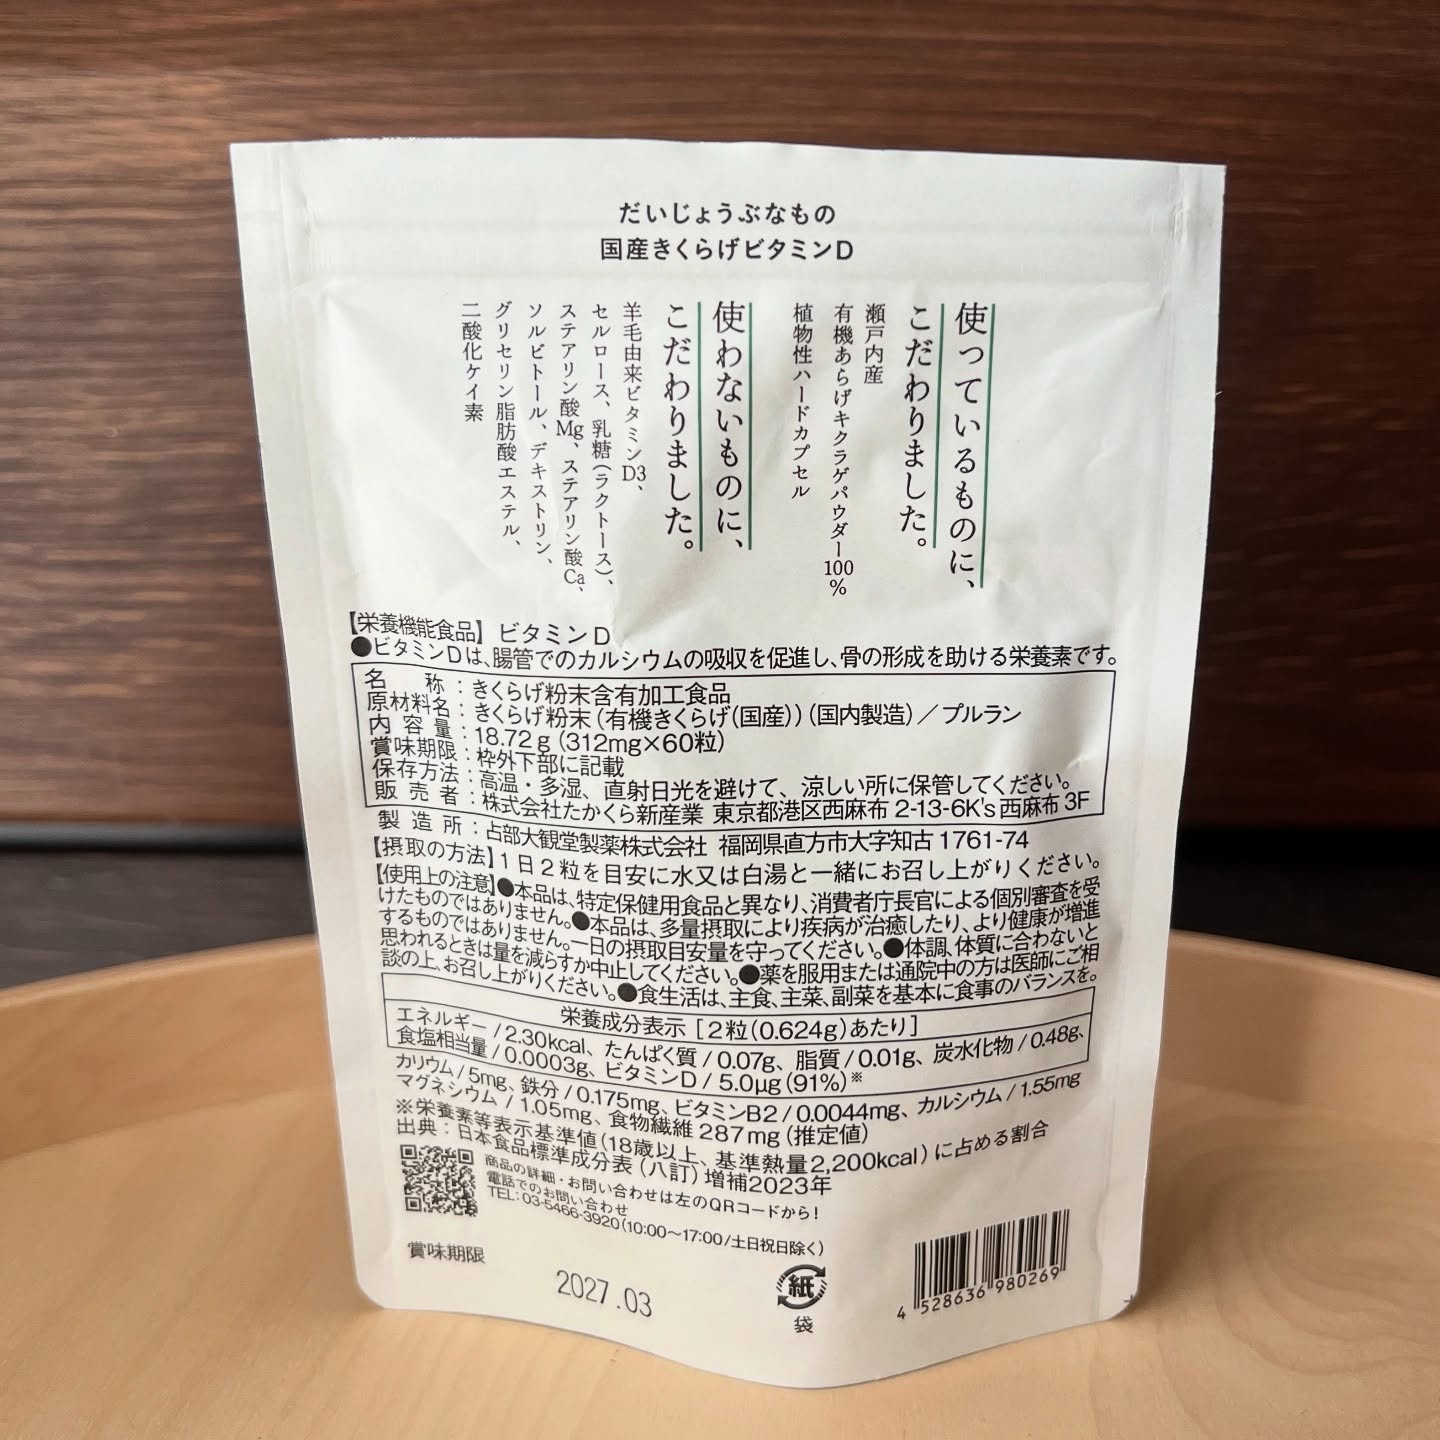 だいじょうぶなもの
国産きくらげビタミンD
使っているものに、
こだわりました。
瀬戸内産
有機あらげキクラゲパウダー100%
植物性ハードカプセル
使わないものに、
こだわりました。
羊毛由来ビタミンD3、
セルロース、乳糖(ラクトース)、
ステアリン酸Mg、ステアリン酸Ca、
ソルビトール、デキストリン、
グリセリン脂肪酸エステル、
二酸化ケイ素
【栄養機能食品】ビタミンD
●ビタミンDは、腸管でのカルシウムの吸収を促進し、骨の形成を助ける栄養素です。
名称:きくらげ粉末含有加工食品
原材料名:きくらげ粉末(有機きくらげ(国産))(国内製造)/プルラン
内容量:18.72g(312mg×60粒)
賞味期限:枠外下部に記載
保存方法:高温・多湿、直射日光を避けて、涼しい所に保管してください。
販売者:株式会社たかくら新産業 東京都港区西麻布2-13-6K's西麻布3F
製造所:占部大観堂製薬株式会社 福岡県直方市大字知古1761-74
【摂取の方法】1日2粒を目安に水又は白湯と一緒にお召し上がりください。
【使用上の注意】●本品は、特定保健用食品と異なり、消費者庁長官による個別審査を受
けたものではありません。●本品は、多量摂取により疾病が治癒したり、より健康が増進
するものではありません。一日の摂取目安量を守ってください。●体調、体質に合わないと
思われるときは量を減らすか中止してください。●薬を服用または通院中の方は医師にご相
談の上、お召し上がりください。●食生活は、主食、主菜、副菜を基本に食事のバランスを。
栄養成分表示[2粒(0.624g)あたり]
エネルギー/2.30kcal、たんぱく質/0.07g、脂質/0.01g、炭水化物/0.48g、
食塩相当量/0.0003g、ビタミンD/5.0μg(91%)※
カリウム/5mg、鉄分/0.175mg、ビタミンB2/0.0044mg、カルシウム/1.55mg
マグネシウム/1.05mg、食物繊維287mg(推定値)
※栄養素等表示基準値(18歳以上、基準熱量2,200kcal)に占める割合
出典:日本食品標準成分表(八訂)増補2023年
商品の詳細・お問い合わせは左のQRコードから!
電話でのお問い合わせ
TEL:03-5466-3920(10:00〜17:00/土日祝日除く)
賞味期限
2027.03
紙
袋
4 528636 980269